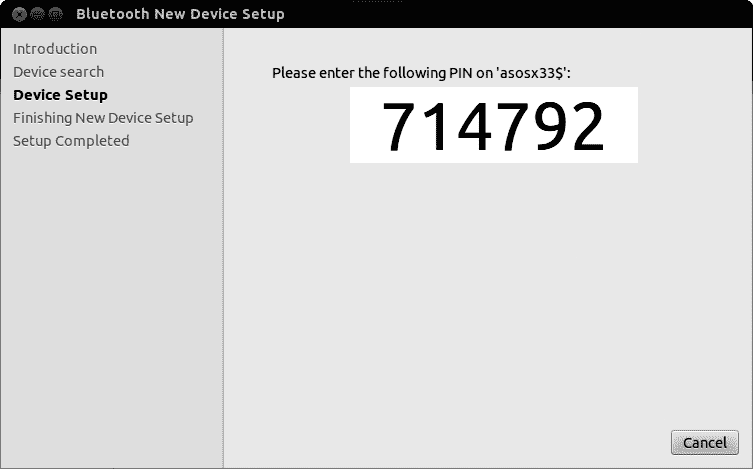 Bluetooth New Device Setup
Introduction
Device search
Device Setup
Finishing New Device Setup
Setup Completed
Please enter the following PIN on 'asosx33$':
714792
Cancel